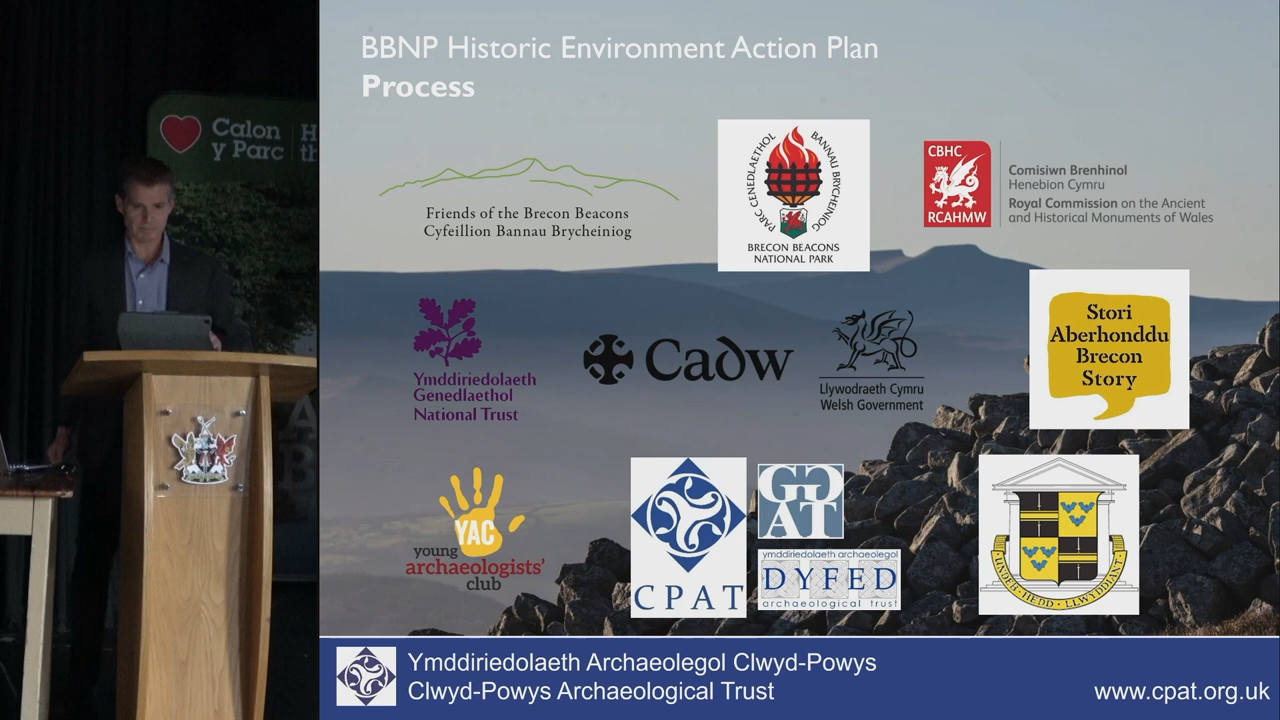 BBNP Historic Environment Action Plan
Process
Calon
y Parc
Friends of the Brecon Beacons
Cyfeillion Bannau Brycheiniog
PARC CENEDLAETHOL
BANNAU BRYCHEINIOG
BRECON BEACONS
NATIONAL PARK
CBHC
RCAHMW
Comisiwn Brenhinol
Henebion Cymru
Royal Commission on the Ancient
and Historical Monuments of Wales
Ymddiriedolaeth
Genedlaethol
National Trust
Cadw
Llywodraeth Cymru
Welsh Government
Stori
Aberhonddu
Brecon
Story
YAC
young
archaeologists'
club
CPAT
GGAT
ymddiriedolaeth archaeolegol
DYFED
archaeological trust
UNDEB HEDD LLWYDDIANT
Ymddiriedolaeth Archaeolegol Clwyd-Powys
Clwyd-Powys Archaeological Trust
www.cpat.org.uk